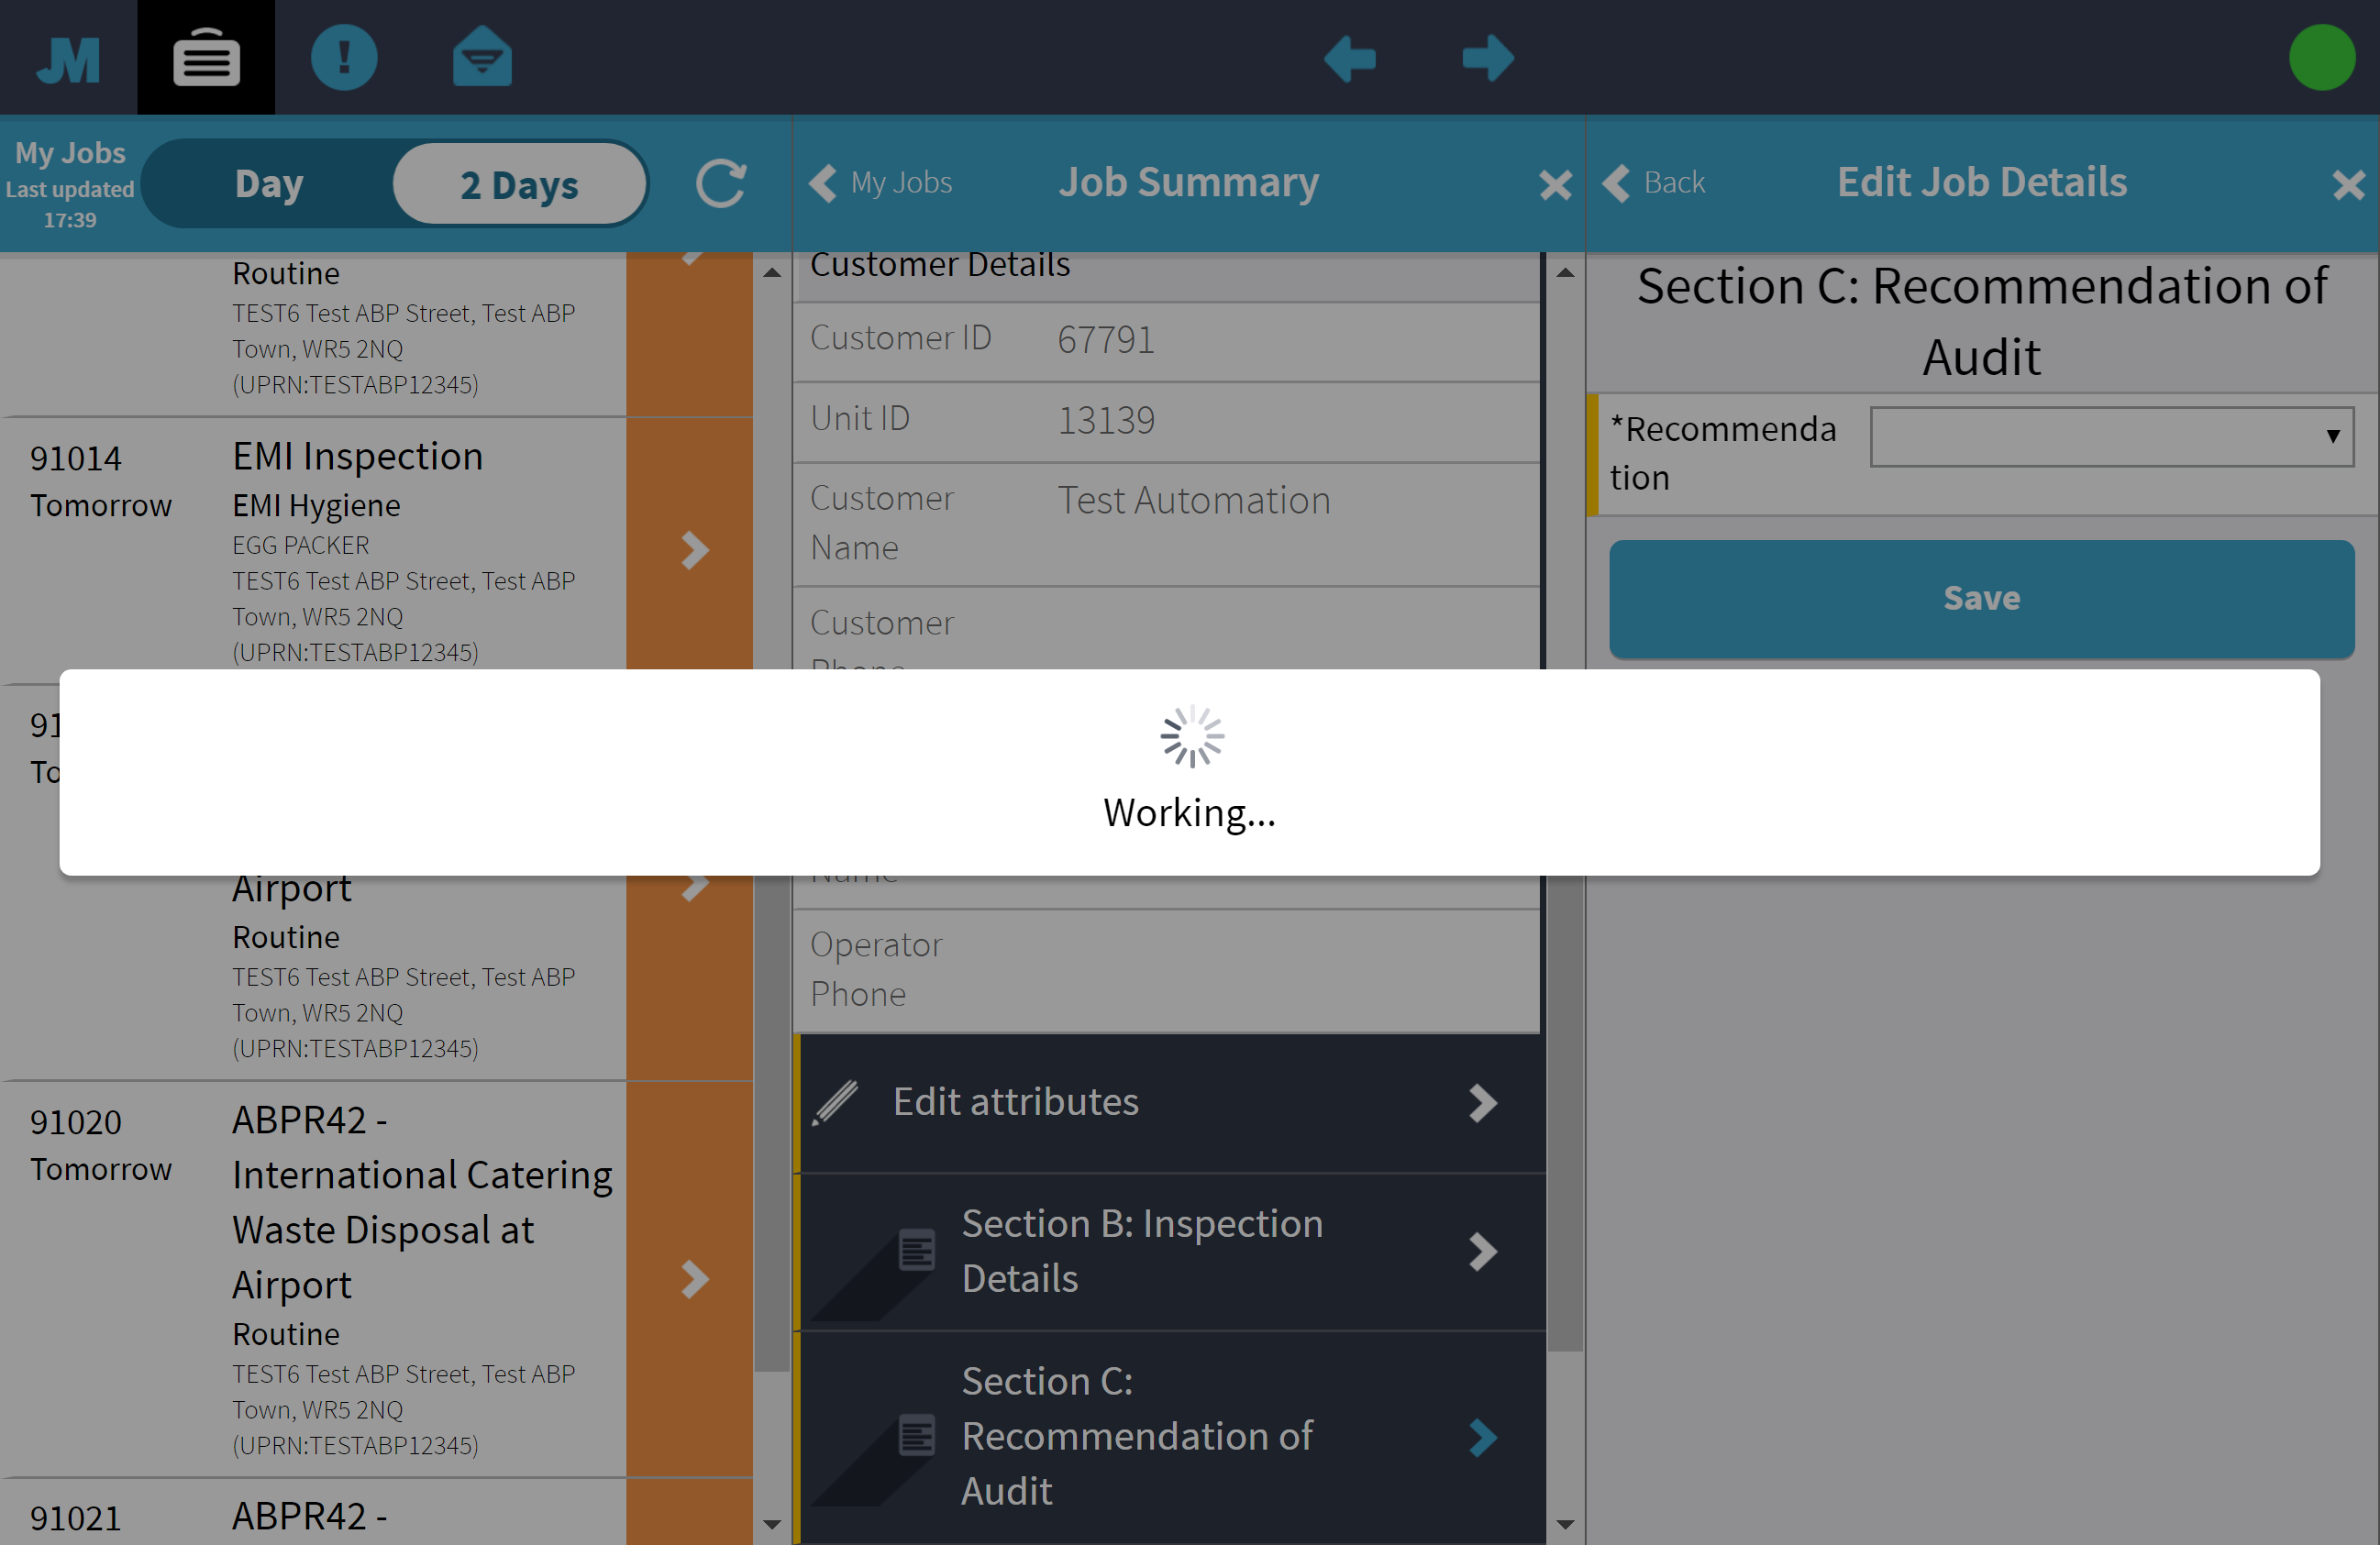 JM
!
My Jobs
Last updated
17:39
Day
2 Days
My Jobs
Job Summary
Back
Edit Job Details
Routine
TEST6 Test ABP Street, Test ABP
Town, WR5 2NQ
(UPRN:TESTABP12345)
91014
Tomorrow
EMI Inspection
EMI Hygiene
EGG PACKER
TEST6 Test ABP Street, Test ABP
Town, WR5 2NQ
(UPRN:TESTABP12345)
91
To
Airport
Routine
TEST6 Test ABP Street, Test ABP
Town, WR5 2NQ
(UPRN:TESTABP12345)
91020
Tomorrow
ABPR42 -
International Catering
Waste Disposal at
Airport
Routine
TEST6 Test ABP Street, Test ABP
Town, WR5 2NQ
(UPRN:TESTABP12345)
91021
ABPR42 -
Customer Details
Customer ID 67791
Unit ID 13139
Customer Test Automation
Name
Customer
Phone
Working...
Name
Operator
Phone
Edit attributes
Section B: Inspection
Details
Section C:
Recommendation of
Audit
Section C: Recommendation of
Audit
*Recommenda
tion
Save